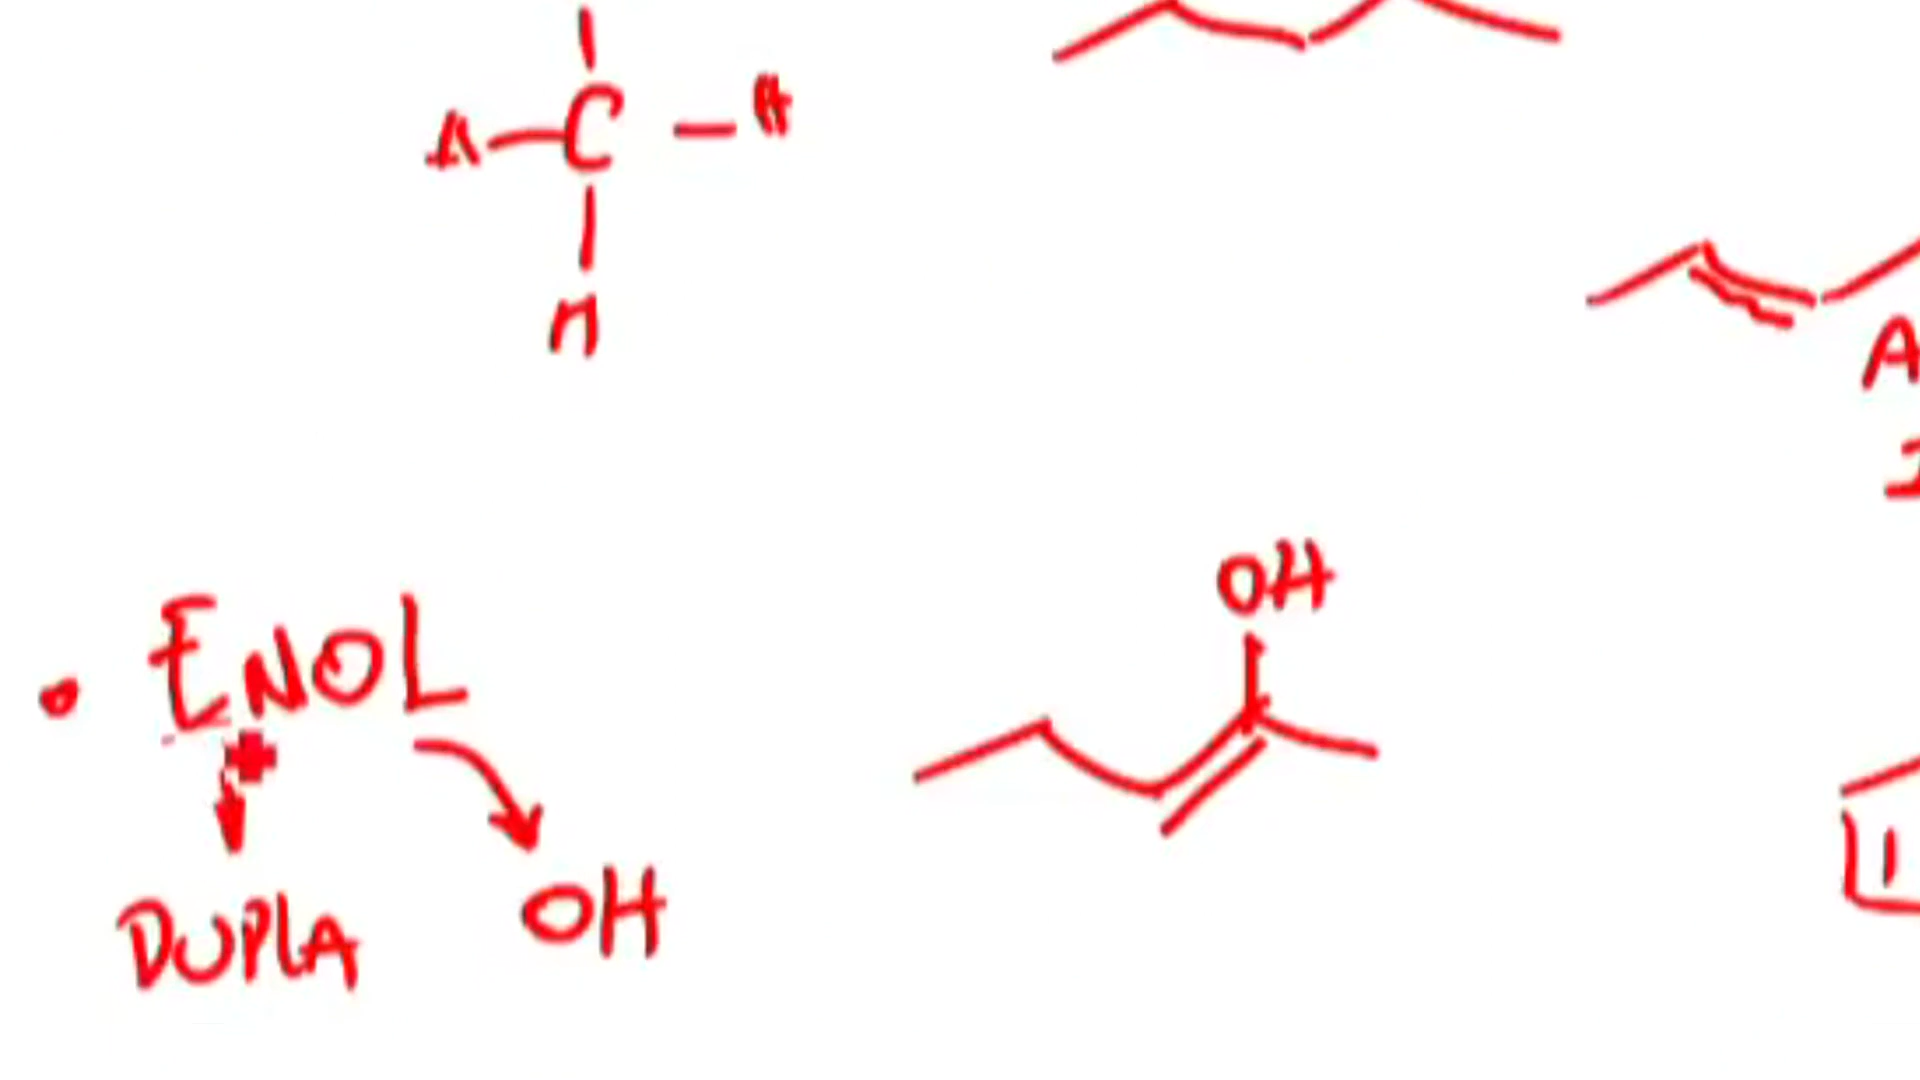 C - H
H
A
OH
• ENOL
DUPLA OH